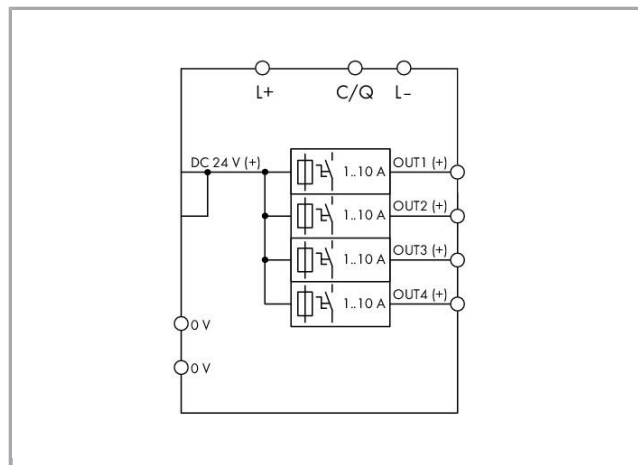 L+ C/Q L-
DC 24 V (+)
1..10 A OUT1 (+)
1..10 A OUT2 (+)
1..10 A OUT3 (+)
1..10 A OUT4 (+)
0 V
0 V